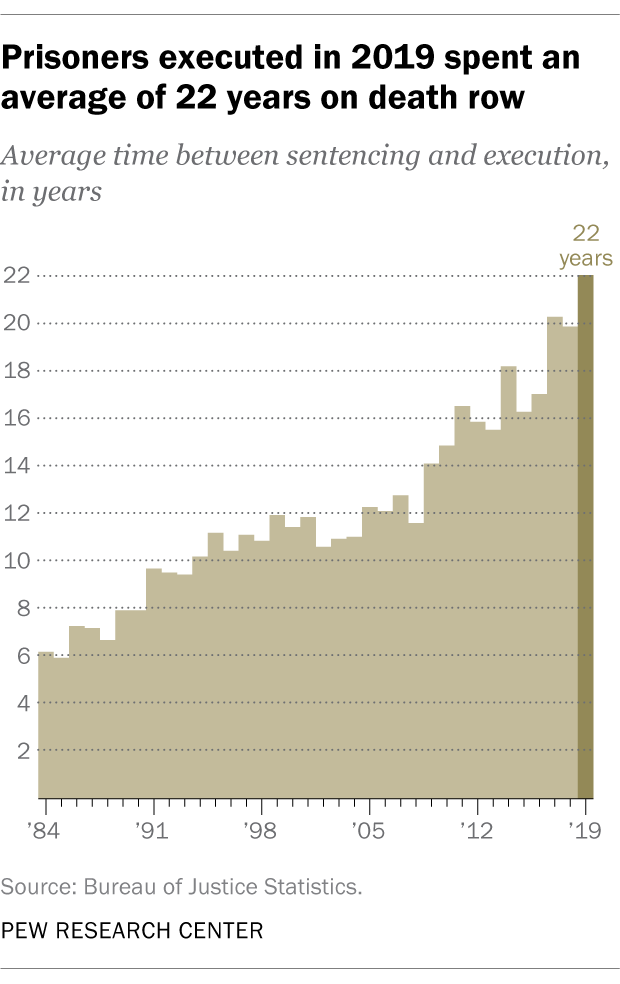 Prisoners executed in 2019 spent an
average of 22 years on death row
Average time between sentencing and execution,
in years
22
years
22
20
18
16
14
12
10
8
6
4
2
’84 ’91 ’98 ’05 ’12 ’19
Source: Bureau of Justice Statistics.
PEW RESEARCH CENTER